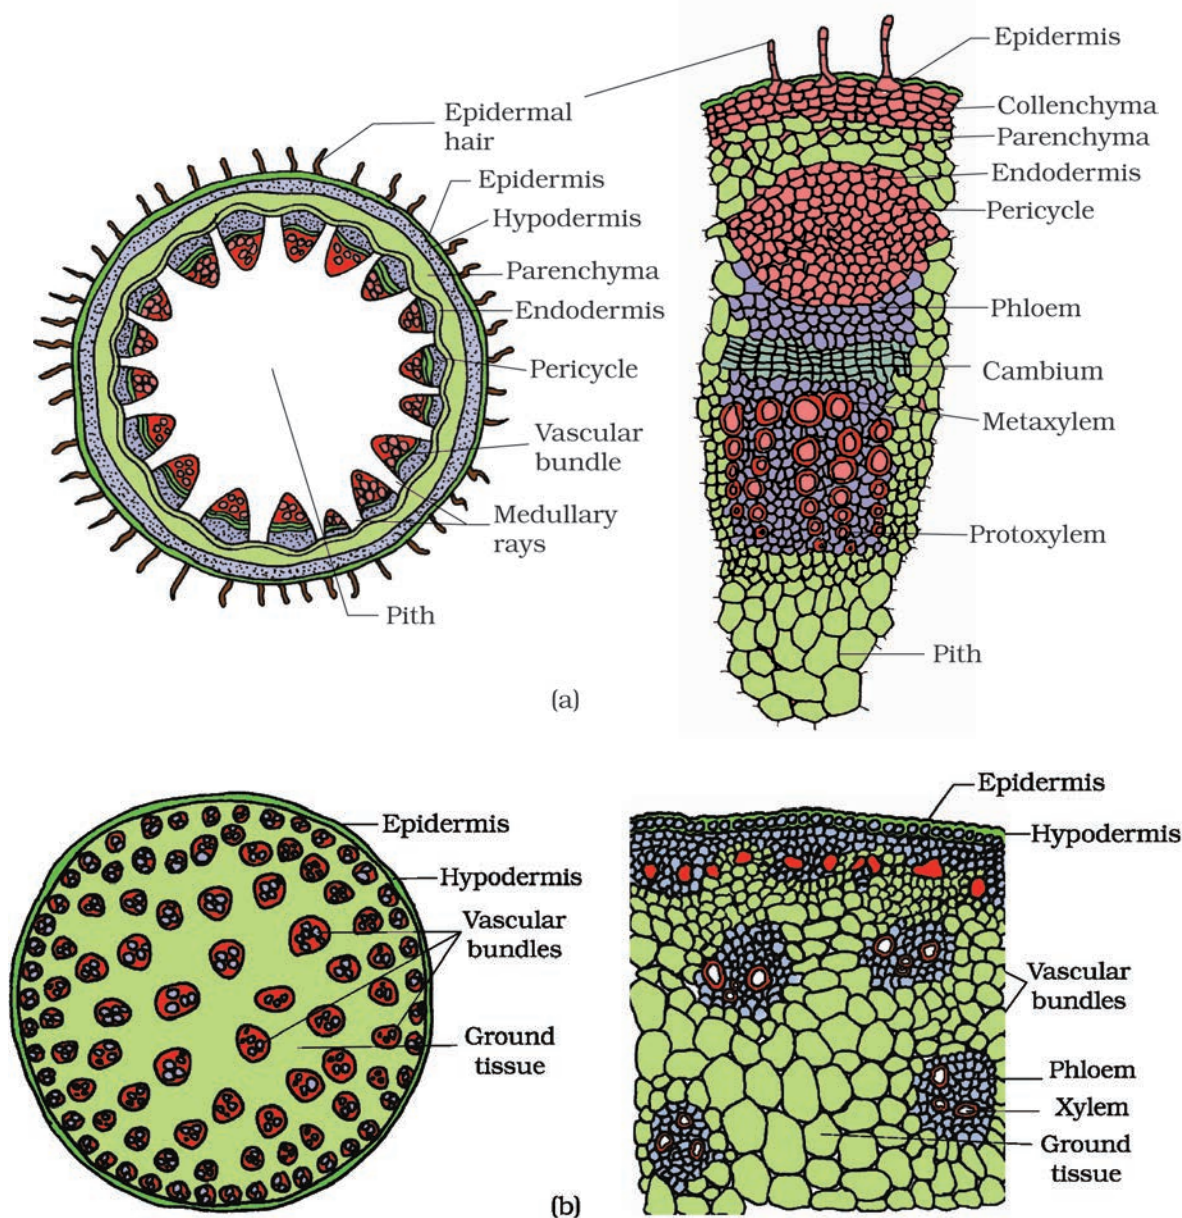 Epidermal
hair
Epidermis
Hypodermis
Parenchyma
Endodermis
Pericycle
Vascular
bundle
Medullary
rays
Pith
Epidermis
Collenchyma
Parenchyma
Endodermis
Pericycle
Phloem
Cambium
Metaxylem
Protoxylem
Pith
(a)
Epidermis
Hypodermis
Vascular
bundles
Ground
tissue
Epidermis
Hypodermis
Vascular
bundles
Phloem
Xylem
Ground
tissue
(b)